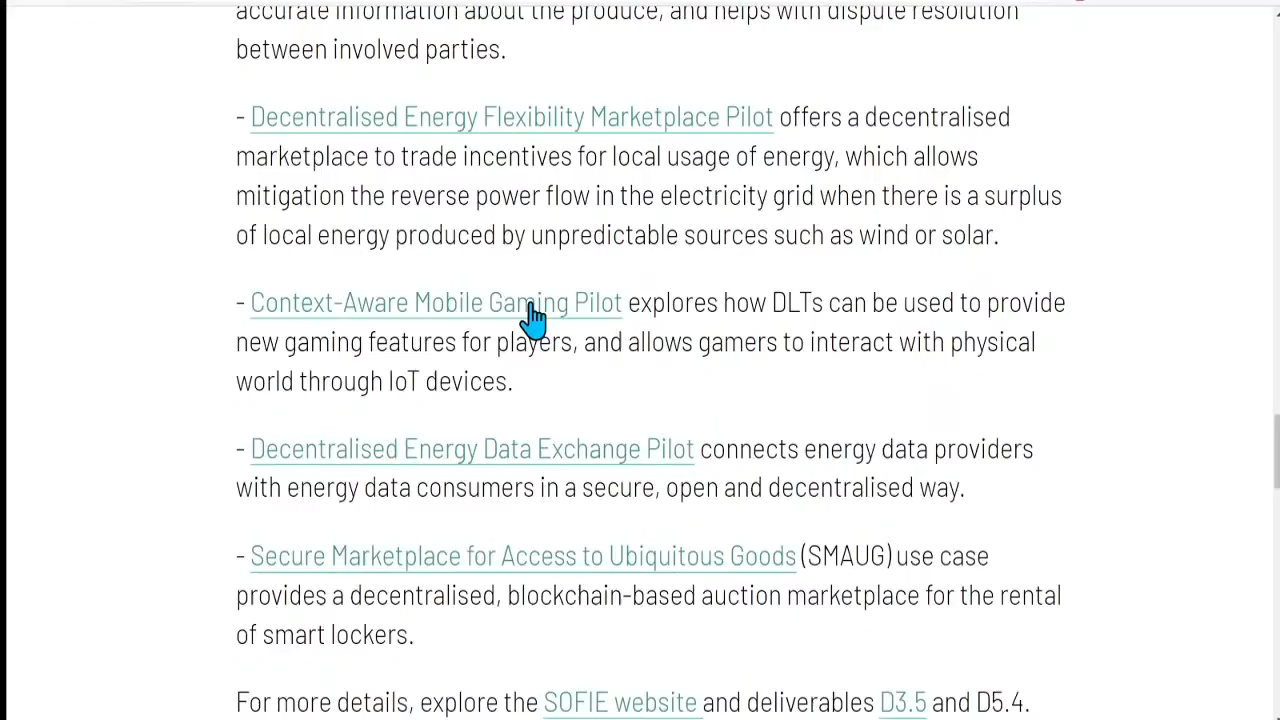 accurate information about the produce, and helps with dispute resolution
between involved parties.
- Decentralised Energy Flexibility Marketplace Pilot offers a decentralised
marketplace to trade incentives for local usage of energy, which allows
mitigation the reverse power flow in the electricity grid when there is a surplus
of local energy produced by unpredictable sources such as wind or solar.
- Context-Aware Mobile Gaming Pilot explores how DLTs can be used to provide
new gaming features for players, and allows gamers to interact with physical
world through IoT devices.
- Decentralised Energy Data Exchange Pilot connects energy data providers
with energy data consumers in a secure, open and decentralised way.
- Secure Marketplace for Access to Ubiquitous Goods (SMAUG) use case
provides a decentralised, blockchain-based auction marketplace for the rental
of smart lockers.
For more details, explore the SOFIE website and deliverables D3.5 and D5.4.